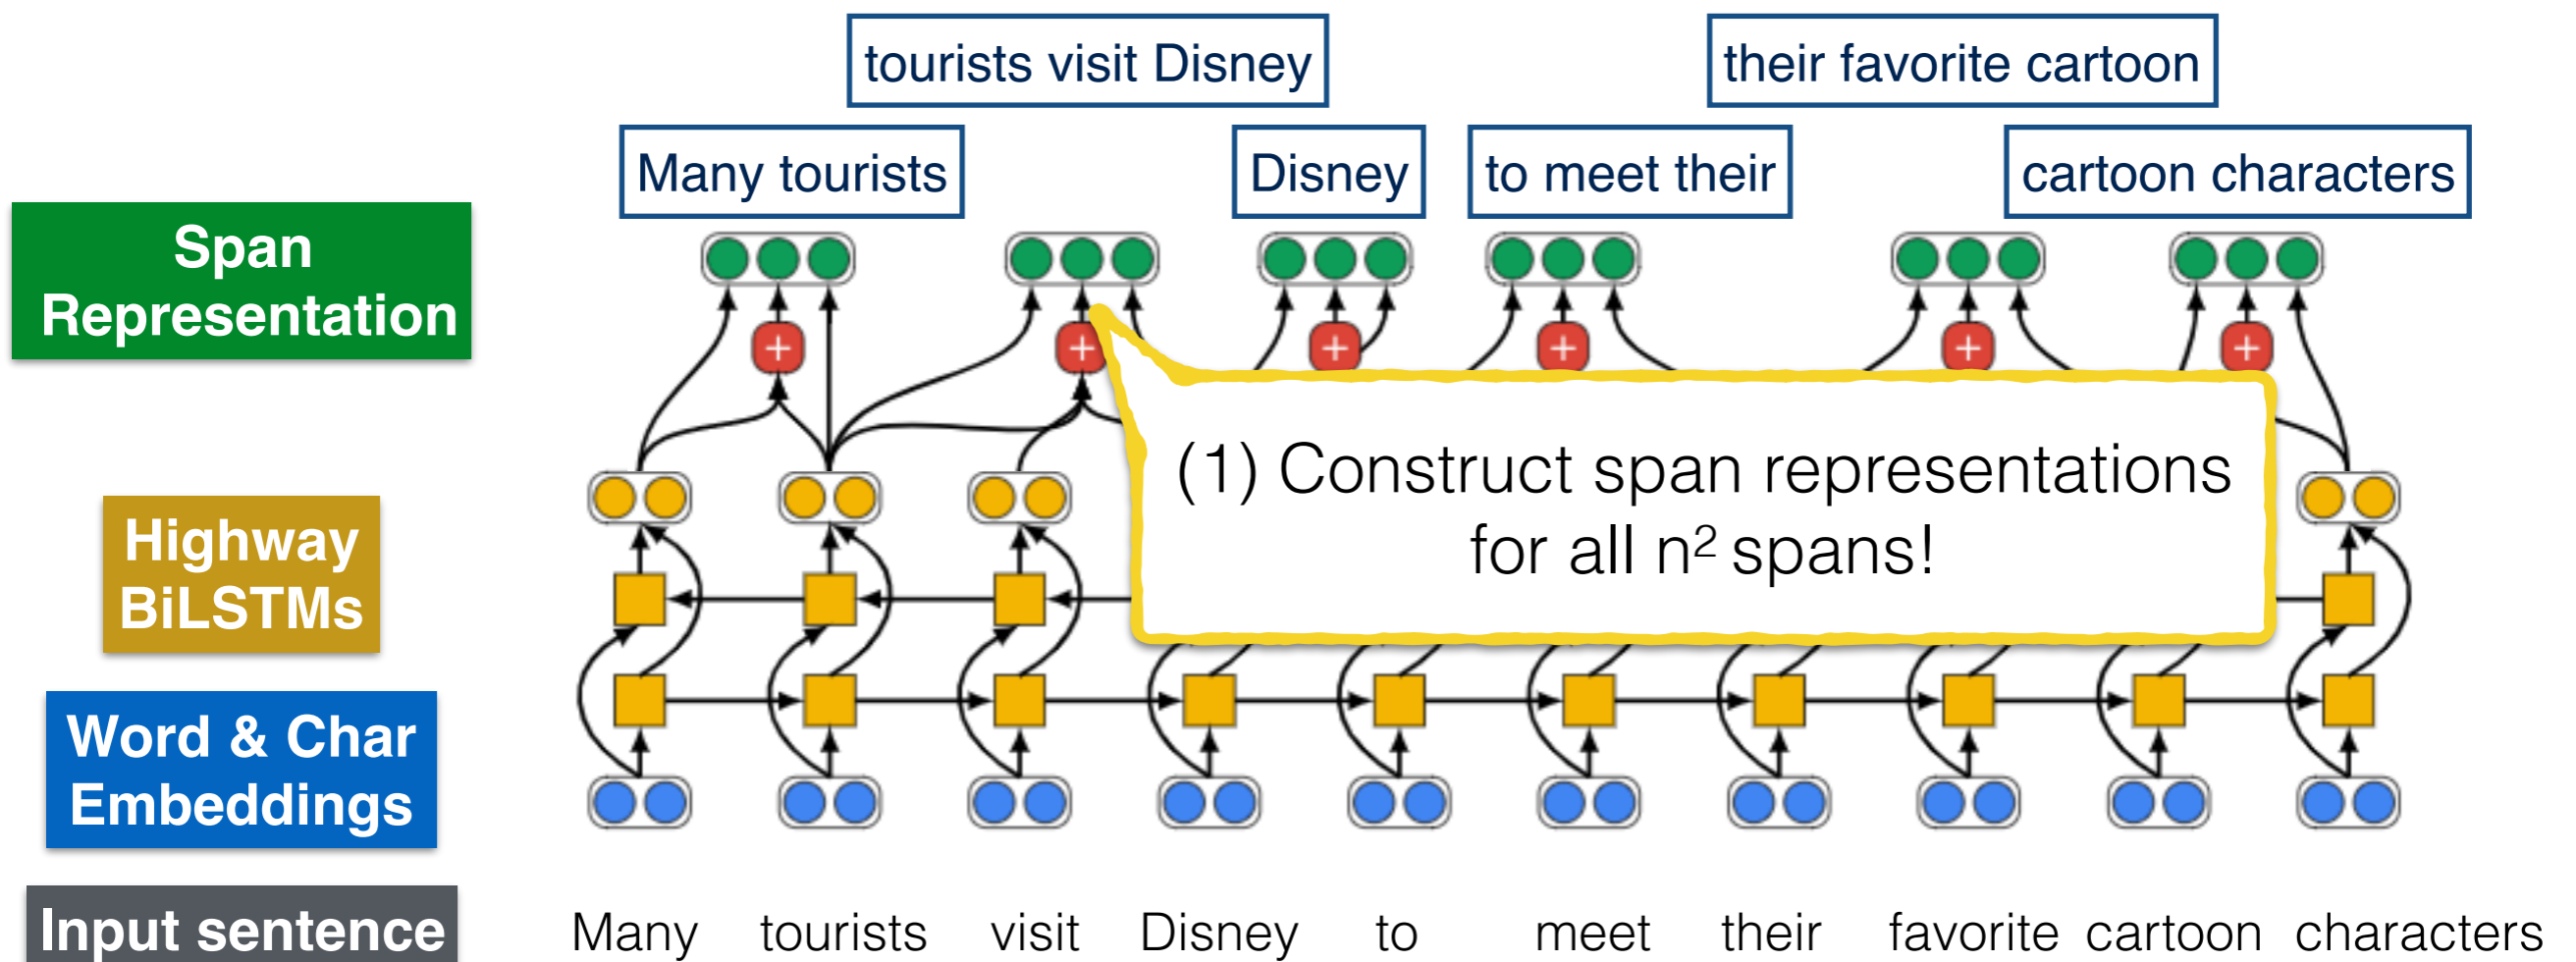 tourists visit Disney
their favorite cartoon
Many tourists
Disney
to meet their
cartoon characters
Span
Representation
+ + + + + +
(1) Construct span representations
for all n² spans!
Highway
BiLSTMs
Word & Char
Embeddings
Input sentence
Many tourists visit Disney to meet their favorite cartoon characters